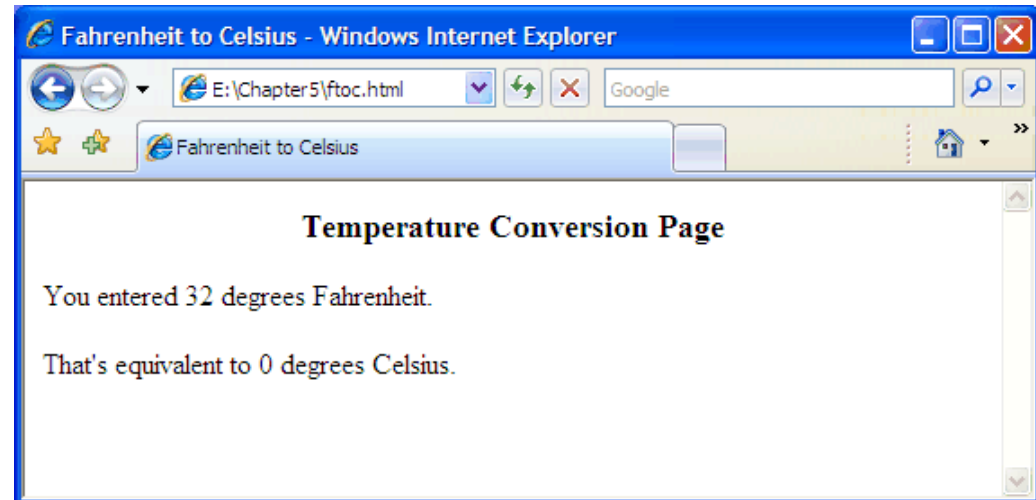 Fahrenheit to Celsius - Windows Internet Explorer
E:\Chapter5\ftoc.html
Google
Fahrenheit to Celsius
Temperature Conversion Page
You entered 32 degrees Fahrenheit.
That's equivalent to 0 degrees Celsius.